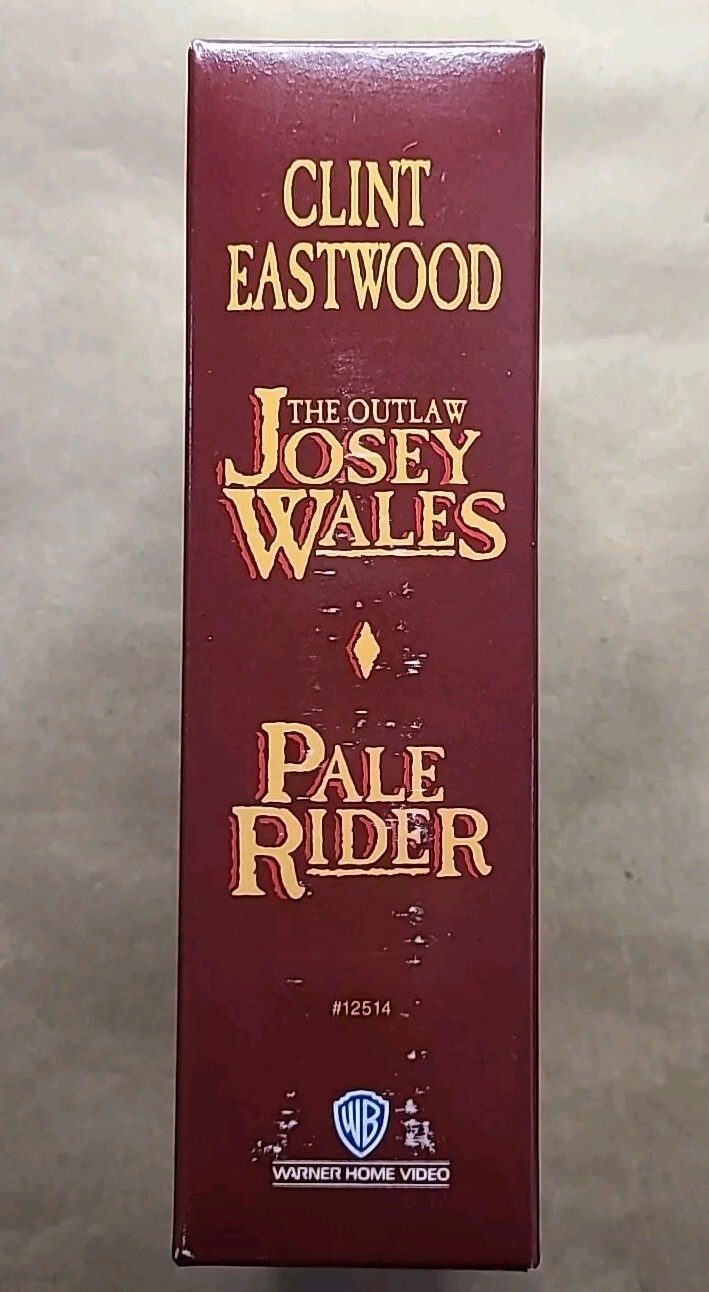 CLINT
EASTWOOD
THE OUTLAW
JOSEY
WALES
PALE
RIDER
#12514
WB
WARNER HOME VIDEO